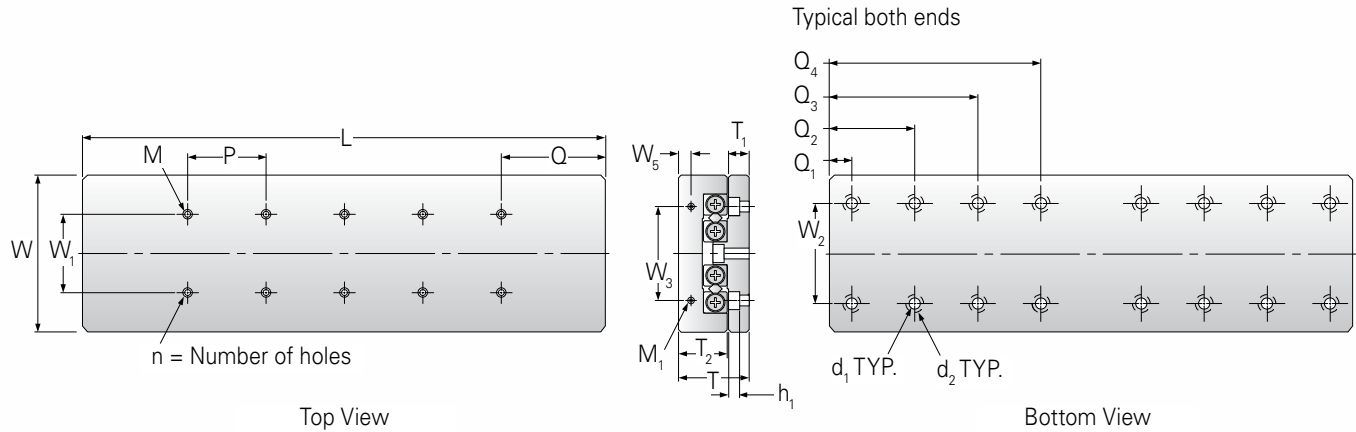 Typical both ends
Q4
Q3
Q2
Q1
L
M
P
Q
W
W1
n = Number of holes
Top View
W5
T1
W3
M1
T2
T
h1
W2
d1 TYP.
d2 TYP.
Bottom View